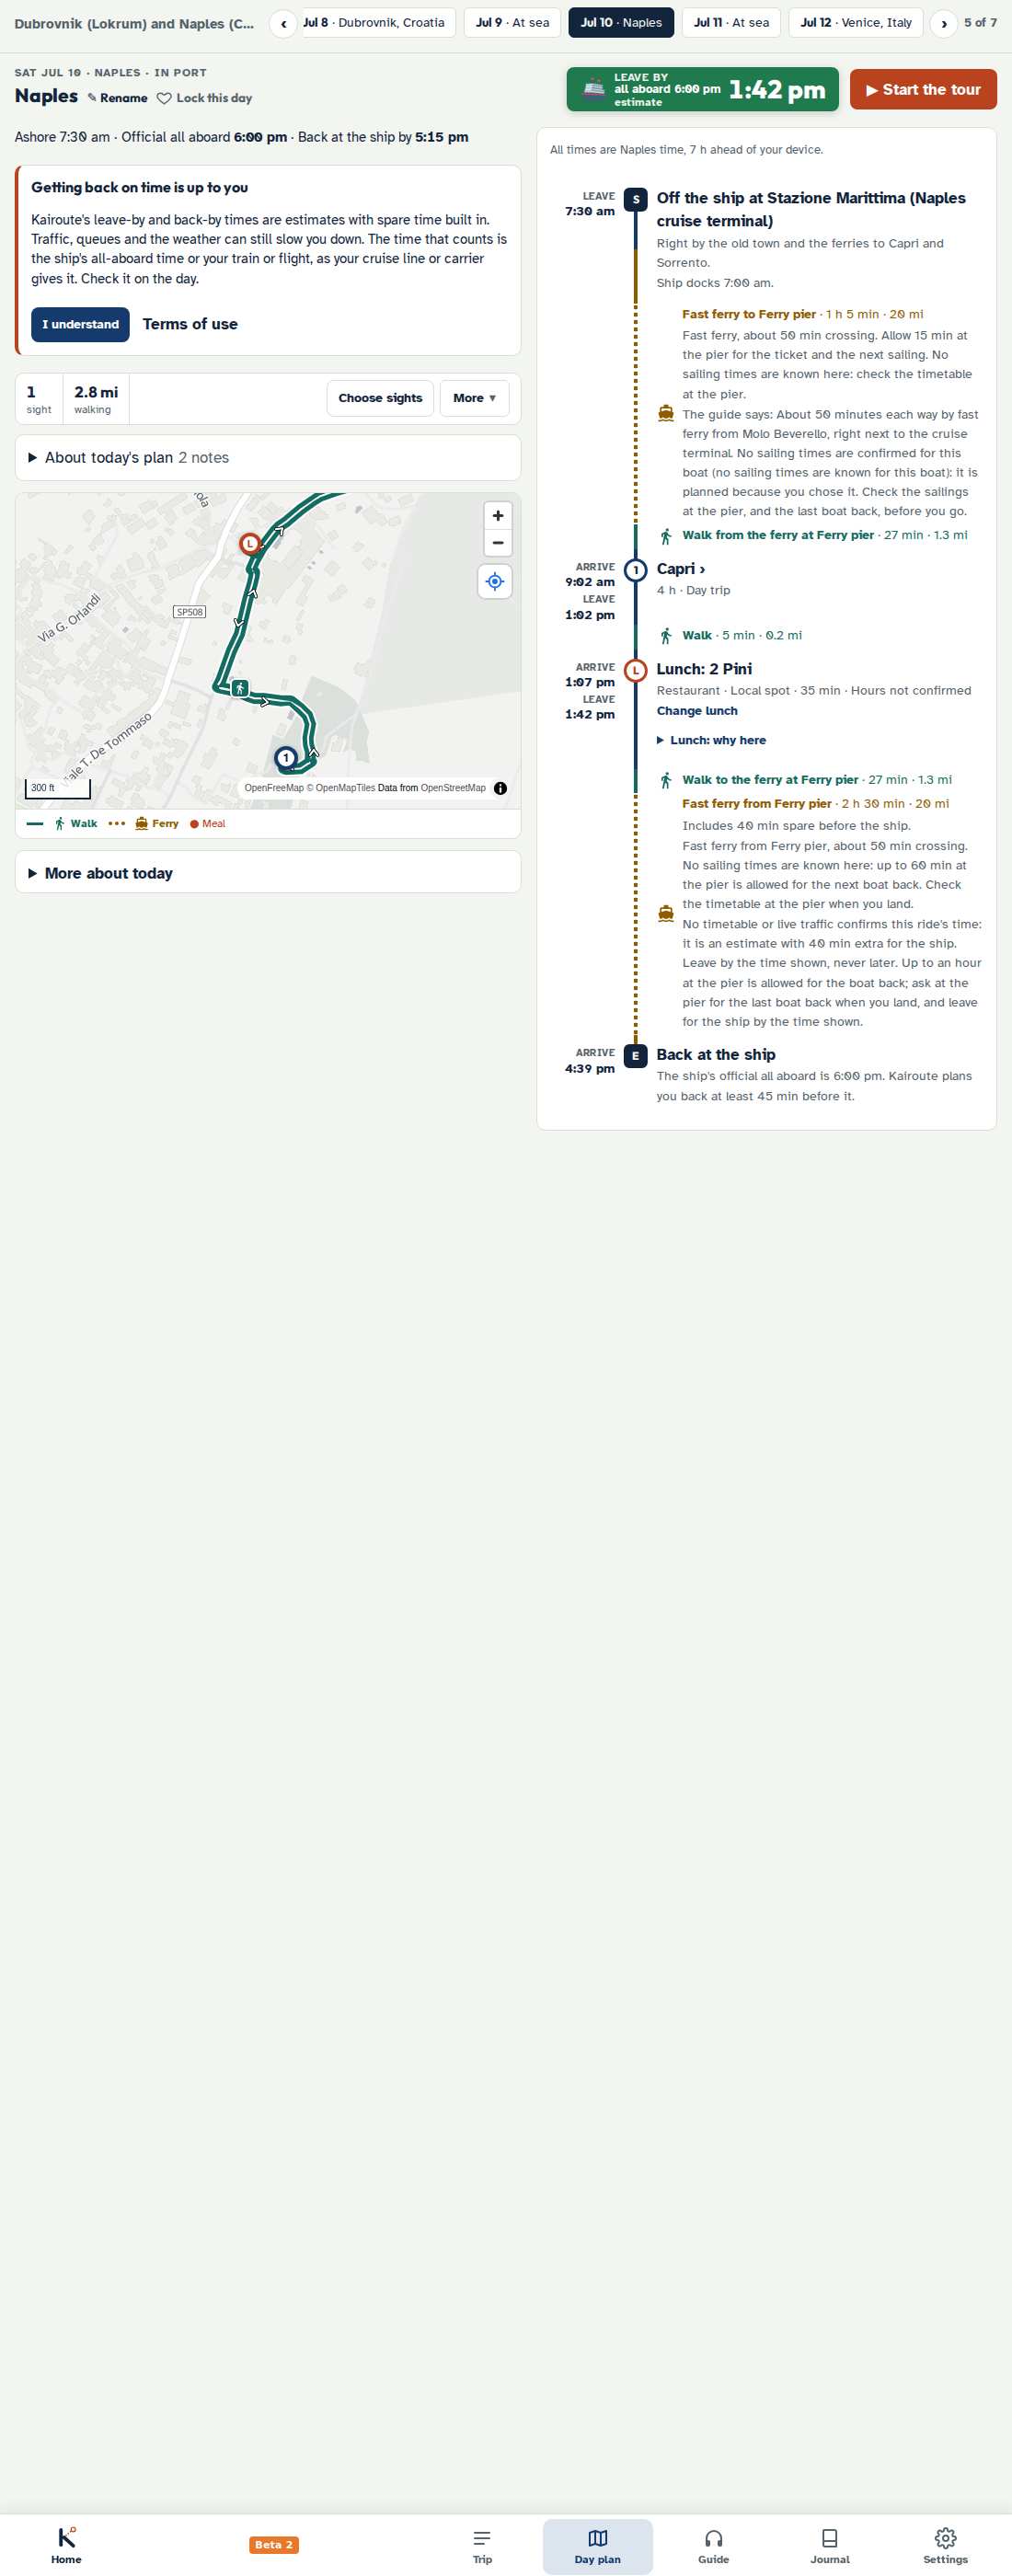 Dubrovnik (Lokrum) and Naples (C...
‹
Jul 8 · Dubrovnik, Croatia
Jul 9 · At sea
Jul 10 · Naples
Jul 11 · At sea
Jul 12 · Venice, Italy
›
5 of 7
SAT JUL 10 · NAPLES · IN PORT
Naples ✎ Rename ♡ Lock this day
LEAVE BY
all aboard 6:00 pm
estimate
1:42 pm
▶ Start the tour
Ashore 7:30 am · Official all aboard 6:00 pm · Back at the ship by 5:15 pm
Getting back on time is up to you
Kairoute's leave-by and back-by times are estimates with spare time built in.
Traffic, queues and the weather can still slow you down. The time that counts is
the ship's all-aboard time or your train or flight, as your cruise line or carrier
gives it. Check it on the day.
I understand
Terms of use
1
sight
2.8 mi
walking
Choose sights
More ▼
▶ About today's plan 2 notes
ola
L
SP508
Via G. Orlandi
Viale T. De Tommaso
1
+
−
300 ft
OpenFreeMap © OpenMapTiles Data from OpenStreetMap
Walk
Ferry
Meal
▶ More about today
All times are Naples time, 7 h ahead of your device.
LEAVE
7:30 am
S
Off the ship at Stazione Marittima (Naples
cruise terminal)
Right by the old town and the ferries to Capri and
Sorrento.
Ship docks 7:00 am.
Fast ferry to Ferry pier · 1 h 5 min · 20 mi
Fast ferry, about 50 min crossing. Allow 15 min at
the pier for the ticket and the next sailing. No
sailing times are known here: check the timetable
at the pier.
The guide says: About 50 minutes each way by fast
ferry from Molo Beverello, right next to the cruise
terminal. No sailing times are confirmed for this
boat (no sailing times are known for this boat): it is
planned because you chose it. Check the sailings
at the pier, and the last boat back, before you go.
Walk from the ferry at Ferry pier · 27 min · 1.3 mi
ARRIVE
9:02 am
LEAVE
1:02 pm
1
Capri ›
4 h · Day trip
Walk · 5 min · 0.2 mi
ARRIVE
1:07 pm
LEAVE
1:42 pm
L
Lunch: 2 Pini
Restaurant · Local spot · 35 min · Hours not confirmed
Change lunch
▶ Lunch: why here
Walk to the ferry at Ferry pier · 27 min · 1.3 mi
Fast ferry from Ferry pier · 2 h 30 min · 20 mi
Includes 40 min spare before the ship.
Fast ferry from Ferry pier, about 50 min crossing.
No sailing times are known here: up to 60 min at
the pier is allowed for the next boat back. Check
the timetable at the pier when you land.
No timetable or live traffic confirms this ride's time:
it is an estimate with 40 min extra for the ship.
Leave by the time shown, never later. Up to an hour
at the pier is allowed for the boat back; ask at the
pier for the last boat back when you land, and leave
for the ship by the time shown.
ARRIVE
4:39 pm
E
Back at the ship
The ship's official all aboard is 6:00 pm. Kairoute plans
you back at least 45 min before it.
Home
Beta 2
Trip
Day plan
Guide
Journal
Settings